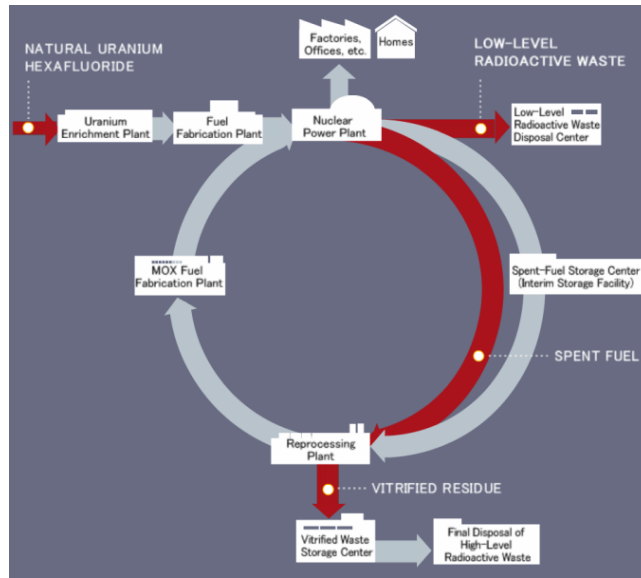 NATURAL URANIUM
HEXAFLUORIDE
Factories,
Offices, etc.
Homes
LOW-LEVEL
RADIOACTIVE WASTE
Uranium
Enrichment Plant
Fuel
Fabrication Plant
Nuclear
Power Plant
Low-Level
Radioactive Waste
Disposal Center
MOX Fuel
Fabrication Plant
Spent-Fuel Storage Center
(Interim Storage Facility)
SPENT FUEL
Reprocessing
Plant
VITRIFIED RESIDUE
Vitrified Waste
Storage Center
Final Disposal of
High-Level
Radioactive Waste